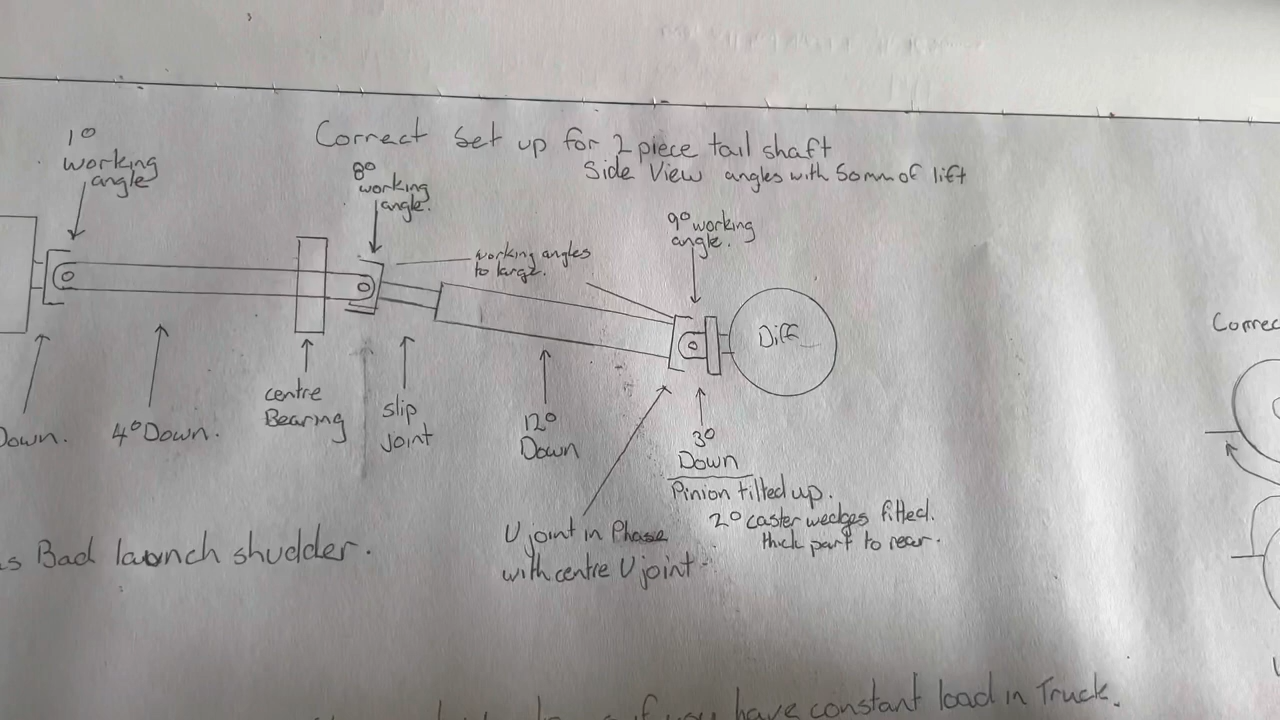 Correct Set up for 2 piece tail shaft
Side View angles with 50mm of lift
1° working angle
8° working angle.
9° working angle.
working angles to large.
Diff
Down.
4° Down.
centre Bearing
slip joint
12° Down
3° Down
Pinion tilted up.
2° caster wedges fitted.
thick part to rear.
U joint in Phase
with centre U joint
Bad launch shudder.
if you have constant load in Truck.